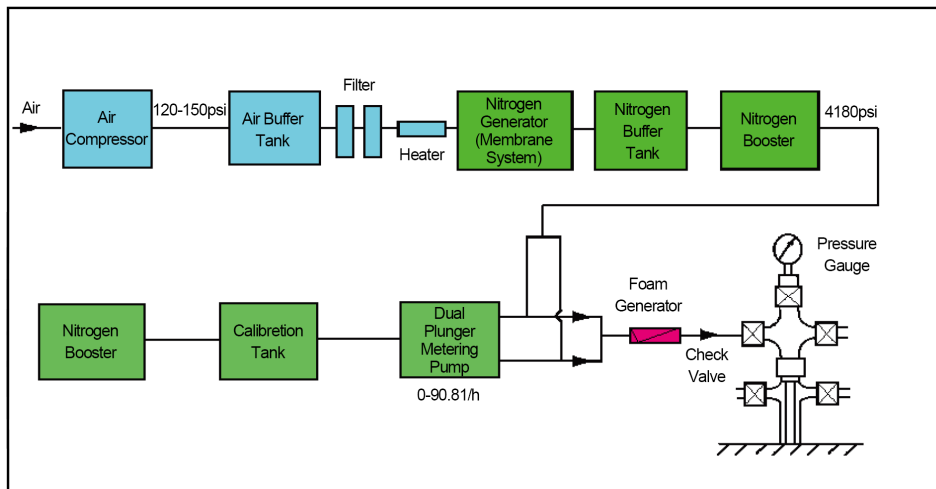 Air
Air
Compressor
120-150psi
Air Buffer
Tank
Filter
Heater
Nitrogen
Generator
(Membrane
System)
Nitrogen
Buffer
Tank
Nitrogen
Booster
4180psi
Pressure
Gauge
Nitrogen
Booster
Calibretion
Tank
Dual
Plunger
Metering
Pump
0-90.81/h
Foam
Generator
Check
Valve